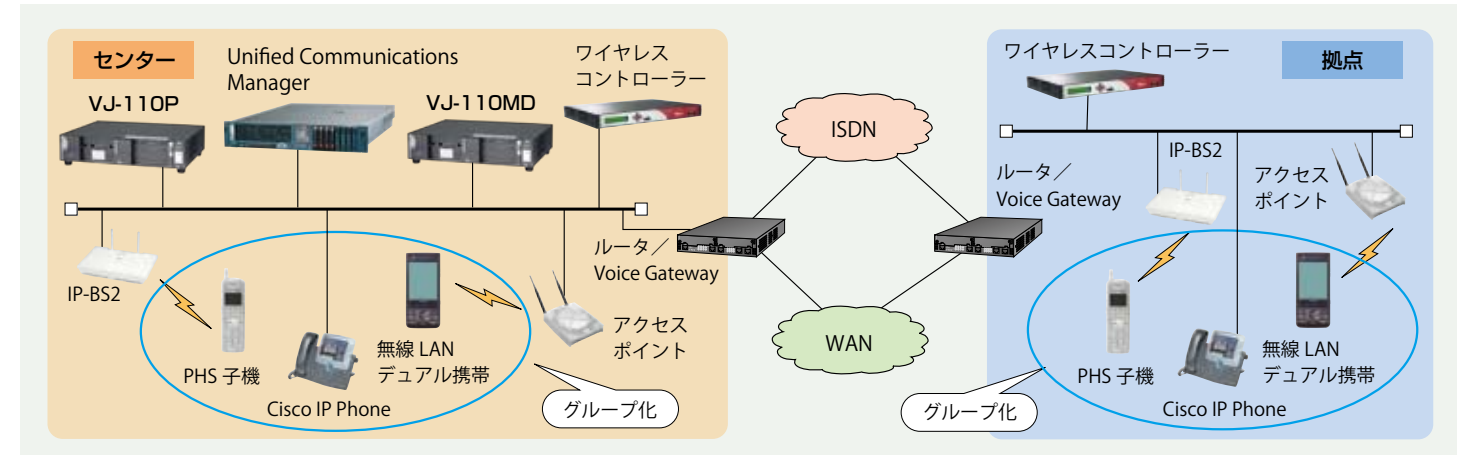 センター
Unified Communications
Manager
ワイヤレス
コントローラー
VJ-110P
VJ-110MD
IP-BS2
PHS 子機
Cisco IP Phone
無線 LAN
デュアル携帯
アクセス
ポイント
グループ化
ルータ/
Voice Gateway
ISDN
WAN
ワイヤレスコントローラー
拠点
ルータ/
Voice Gateway
IP-BS2
アクセス
ポイント
PHS 子機
Cisco IP Phone
無線 LAN
デュアル携帯
グループ化